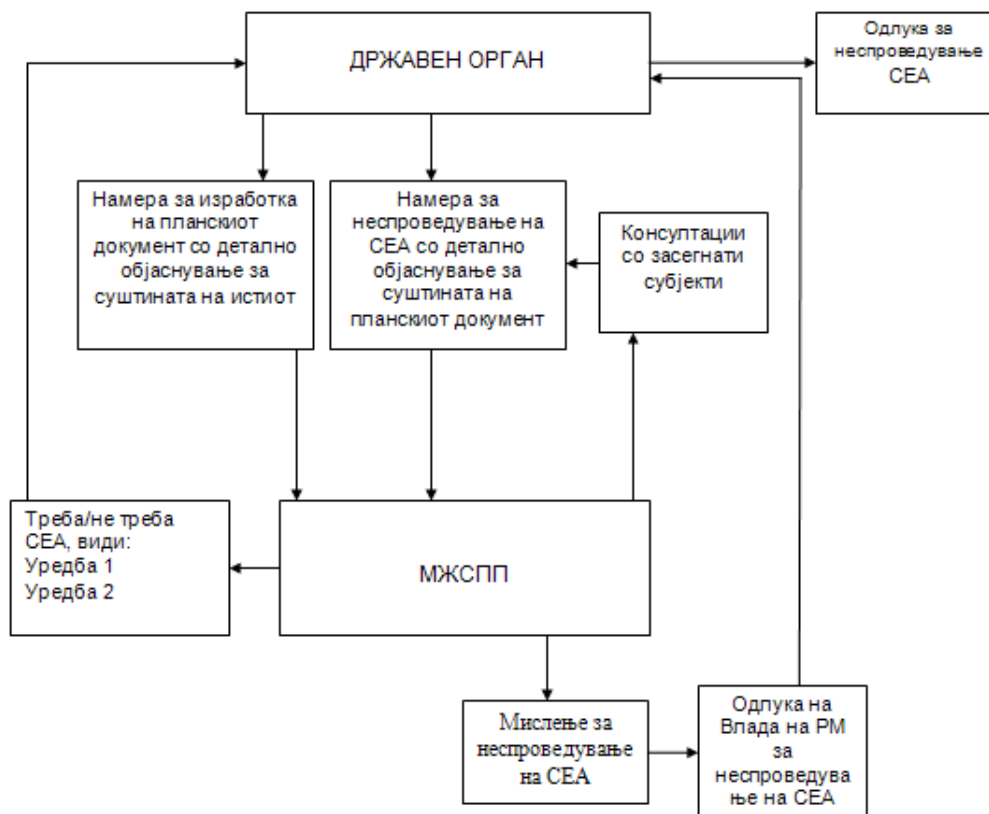 ДРЖАВЕН ОРГАН
Одлука за
неспроведување
СЕА
Намера за изработка
на планскиот
документ со детално
објаснување за
суштината на истиот
Намера за
неспроведување на
СЕА со детално
објаснување за
суштината на
планскиот документ
Консултации
со засегнати
субјекти
Треба/не треба
СЕА, види:
Уредба 1
Уредба 2
МЖСПП
Мислење за
неспроведување
на СЕА
Одлука на
Влада на РМ
за
неспроведува
ње на СЕА